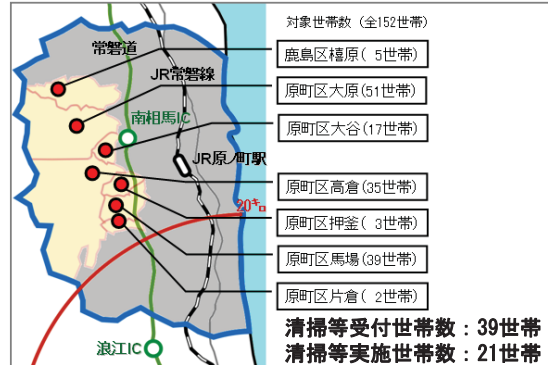 対象世帯数(全152世帯)
常磐道
鹿島区橲原( 5世帯)
JR常磐線
原町区大原(51世帯)
南相馬IC
原町区大谷(17世帯)
JR原ノ町駅
原町区高倉(35世帯)
20㌔
原町区押釜( 3世帯)
原町区馬場(39世帯)
原町区片倉( 2世帯)
清掃等受付世帯数:39世帯
浪江IC
清掃等実施世帯数:21世帯